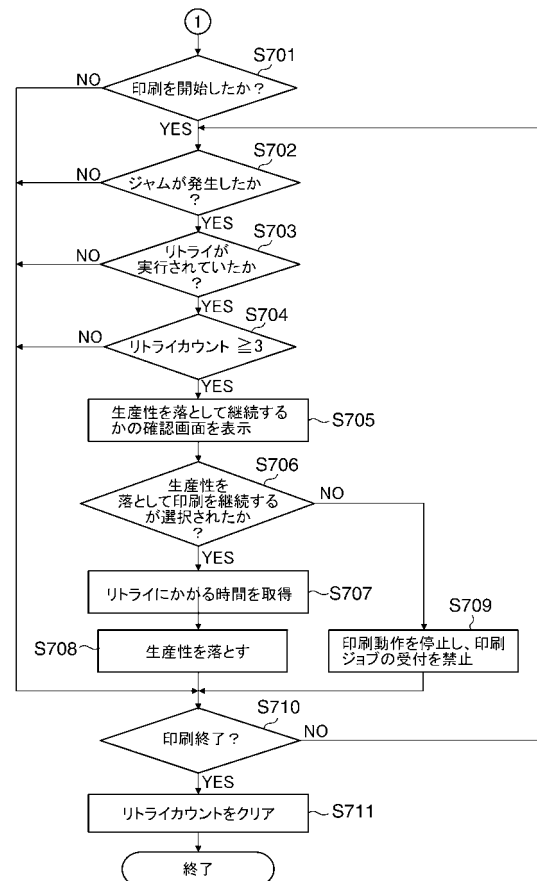 1
S701
印刷を開始したか？
NO
YES
S702
ジャムが発生したか
？
NO
YES
S703
リトライが
実行されていたか
？
NO
YES
S704
リトライカウント ≧3
NO
YES
生産性を落として継続する
かの確認画面を表示
S705
S706
生産性を
落として印刷を継続する
が選択されたか
？
NO
YES
リトライにかかる時間を取得
S707
S708
生産性を落とす
S709
印刷動作を停止し、印刷
ジョブの受付を禁止
S710
印刷終了？
NO
YES
リトライカウントをクリア
S711
終了